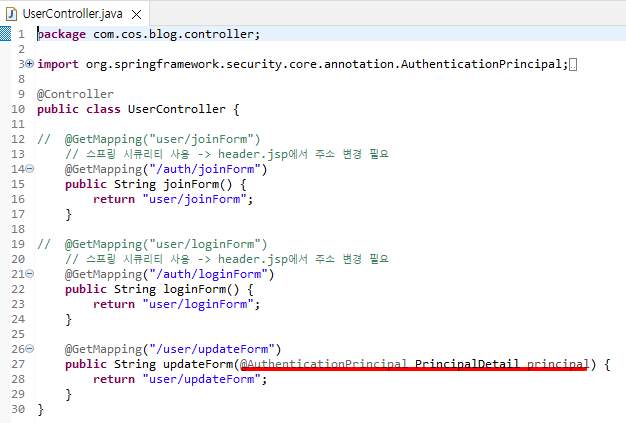 UserController.java
1 package com.cos.blog.controller;
2
3 import org.springframework.security.core.annotation.AuthenticationPrincipal;
8
9 @Controller
10 public class UserController {
11
12 // @GetMapping("user/joinForm")
13 // 스프링 시큐리티 사용 -> header.jsp에서 주소 변경 필요
14 @GetMapping("/auth/joinForm")
15 public String joinForm() {
16 return "user/joinForm";
17 }
18
19 // @GetMapping("user/loginForm")
20 // 스프링 시큐리티 사용 -> header.jsp에서 주소 변경 필요
21 @GetMapping("/auth/loginForm")
22 public String loginForm() {
23 return "user/loginForm";
24 }
25
26 @GetMapping("/user/updateForm")
27 public String updateForm(@AuthenticationPrincipal PrincipalDetail principal) {
28 return "user/updateForm";
29 }
30 }